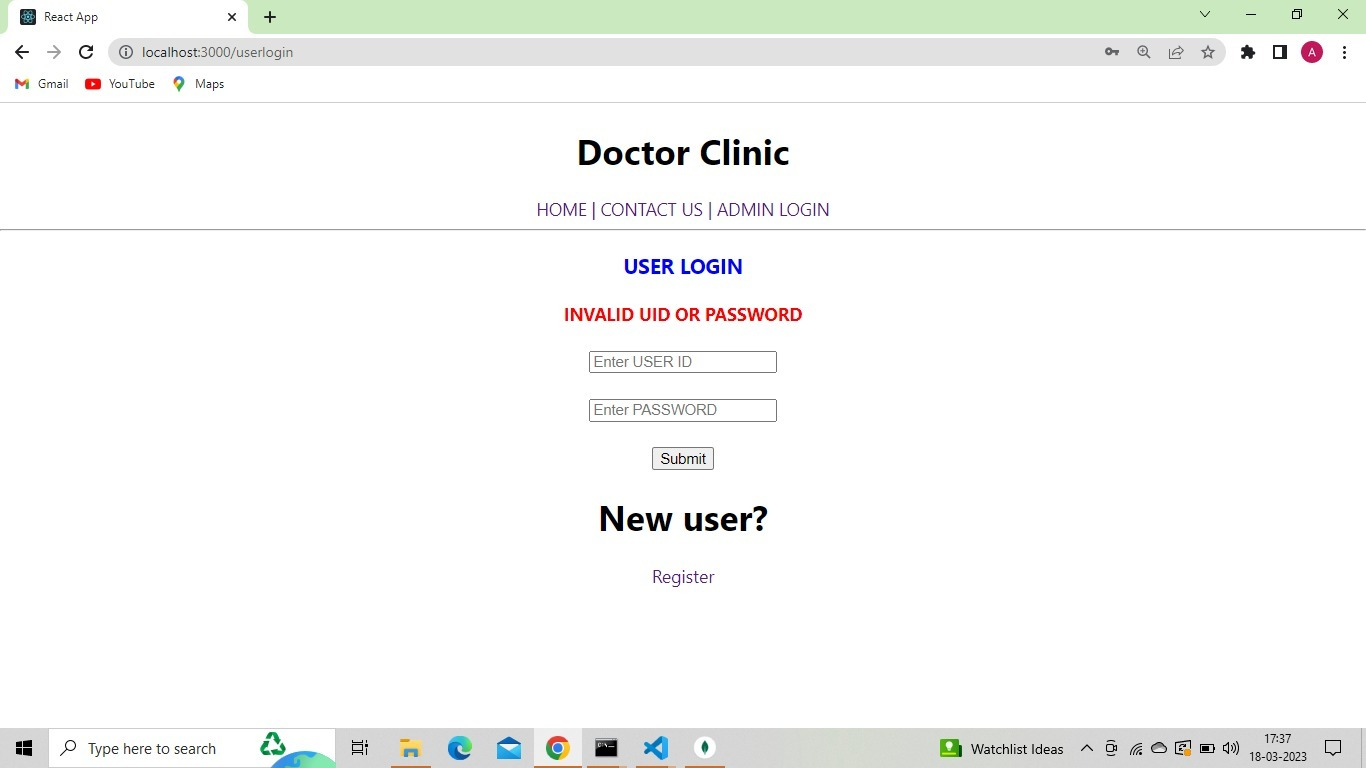 React App
localhost:3000/userlogin
A
Gmail YouTube Maps
Doctor Clinic
HOME | CONTACT US | ADMIN LOGIN
USER LOGIN
INVALID UID OR PASSWORD
Enter USER ID
Enter PASSWORD
Submit
New user?
Register
Type here to search
Watchlist Ideas
17:37
18-03-2023